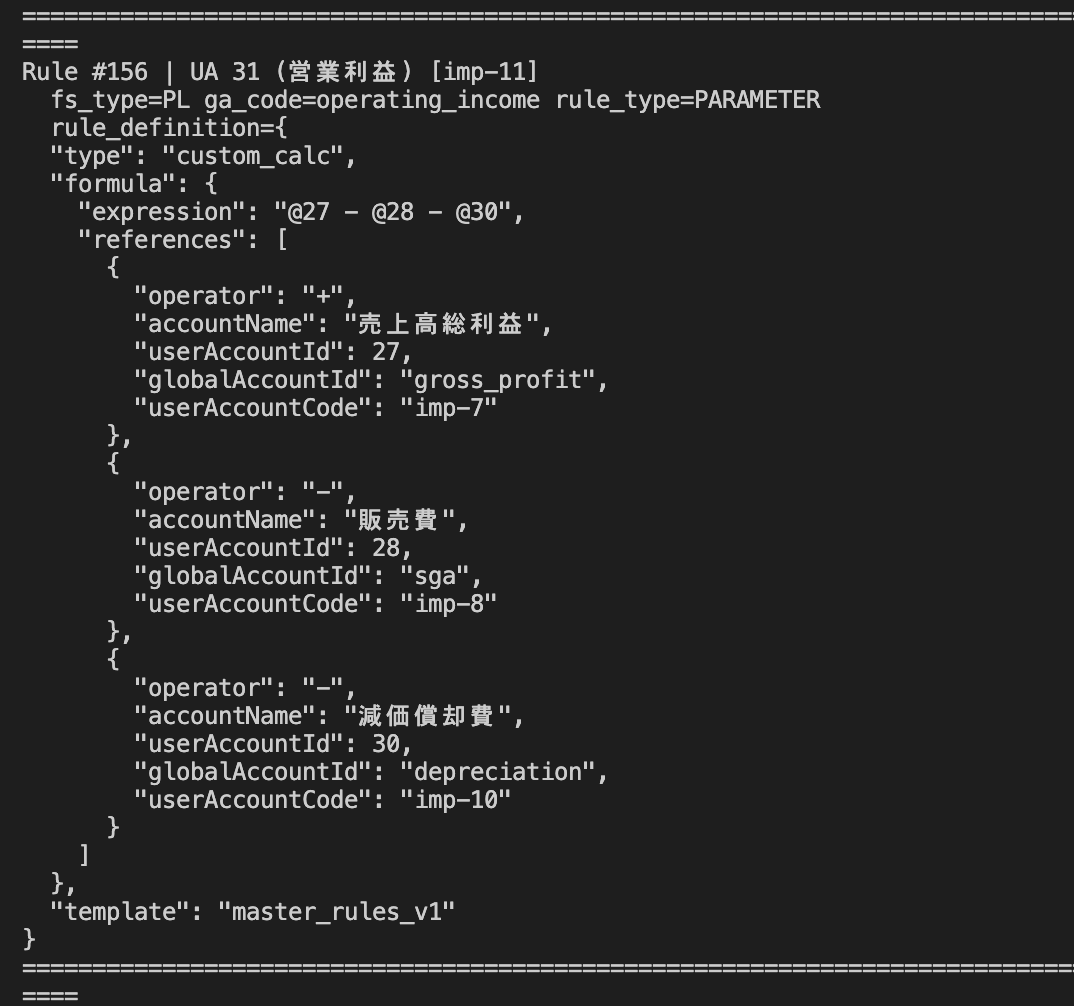 ================================================================================
====
Rule #156 | UA 31 (営業利益) [imp-11]
  fs_type=PL ga_code=operating_income rule_type=PARAMETER
  rule_definition={
  "type": "custom_calc",
  "formula": {
    "expression": "@27 - @28 - @30",
    "references": [
      {
        "operator": "+",
        "accountName": "売上高総利益",
        "userAccountId": 27,
        "globalAccountId": "gross_profit",
        "userAccountCode": "imp-7"
      },
      {
        "operator": "-",
        "accountName": "販売費",
        "userAccountId": 28,
        "globalAccountId": "sga",
        "userAccountCode": "imp-8"
      },
      {
        "operator": "-",
        "accountName": "減価償却費",
        "userAccountId": 30,
        "globalAccountId": "depreciation",
        "userAccountCode": "imp-10"
      }
    ]
  },
  "template": "master_rules_v1"
}
================================================================================
====